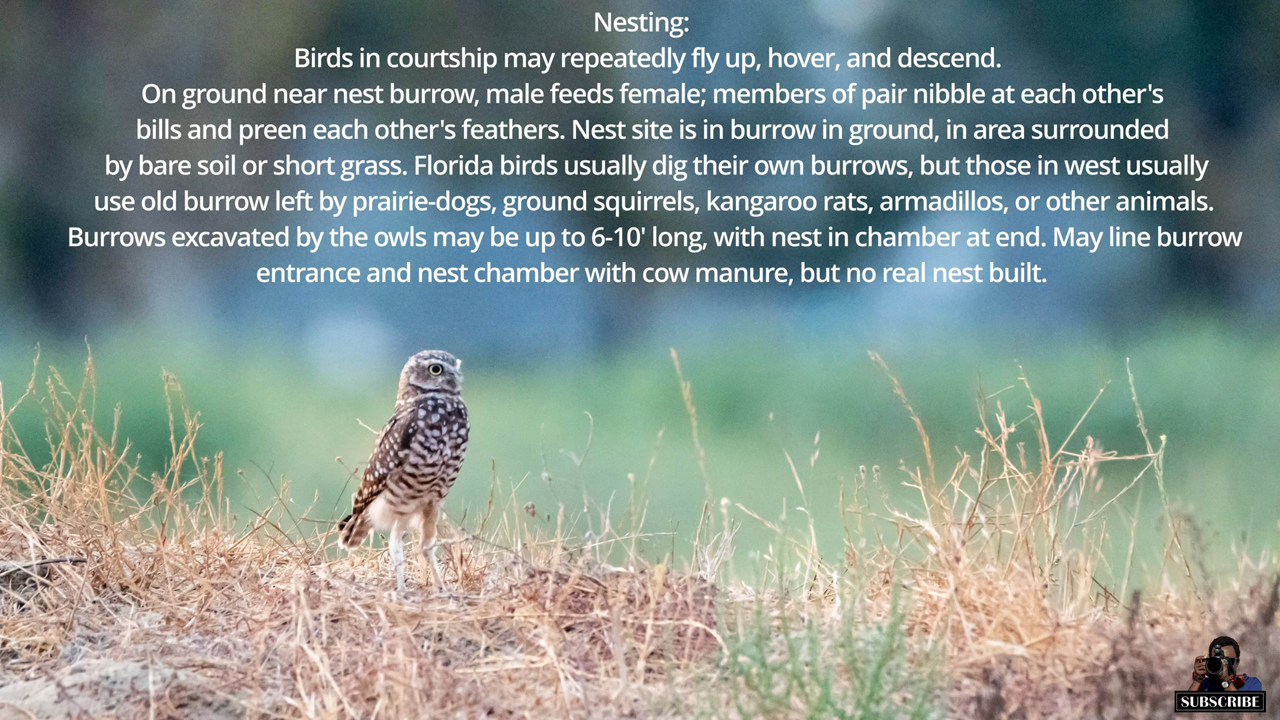 Nesting:
Birds in courtship may repeatedly fly up, hover, and descend.
On ground near nest burrow, male feeds female; members of pair nibble at each other's
bills and preen each other's feathers. Nest site is in burrow in ground, in area surrounded
by bare soil or short grass. Florida birds usually dig their own burrows, but those in west usually
use old burrow left by prairie-dogs, ground squirrels, kangaroo rats, armadillos, or other animals.
Burrows excavated by the owls may be up to 6-10' long, with nest in chamber at end. May line burrow
entrance and nest chamber with cow manure, but no real nest built.
SUBSCRIBE